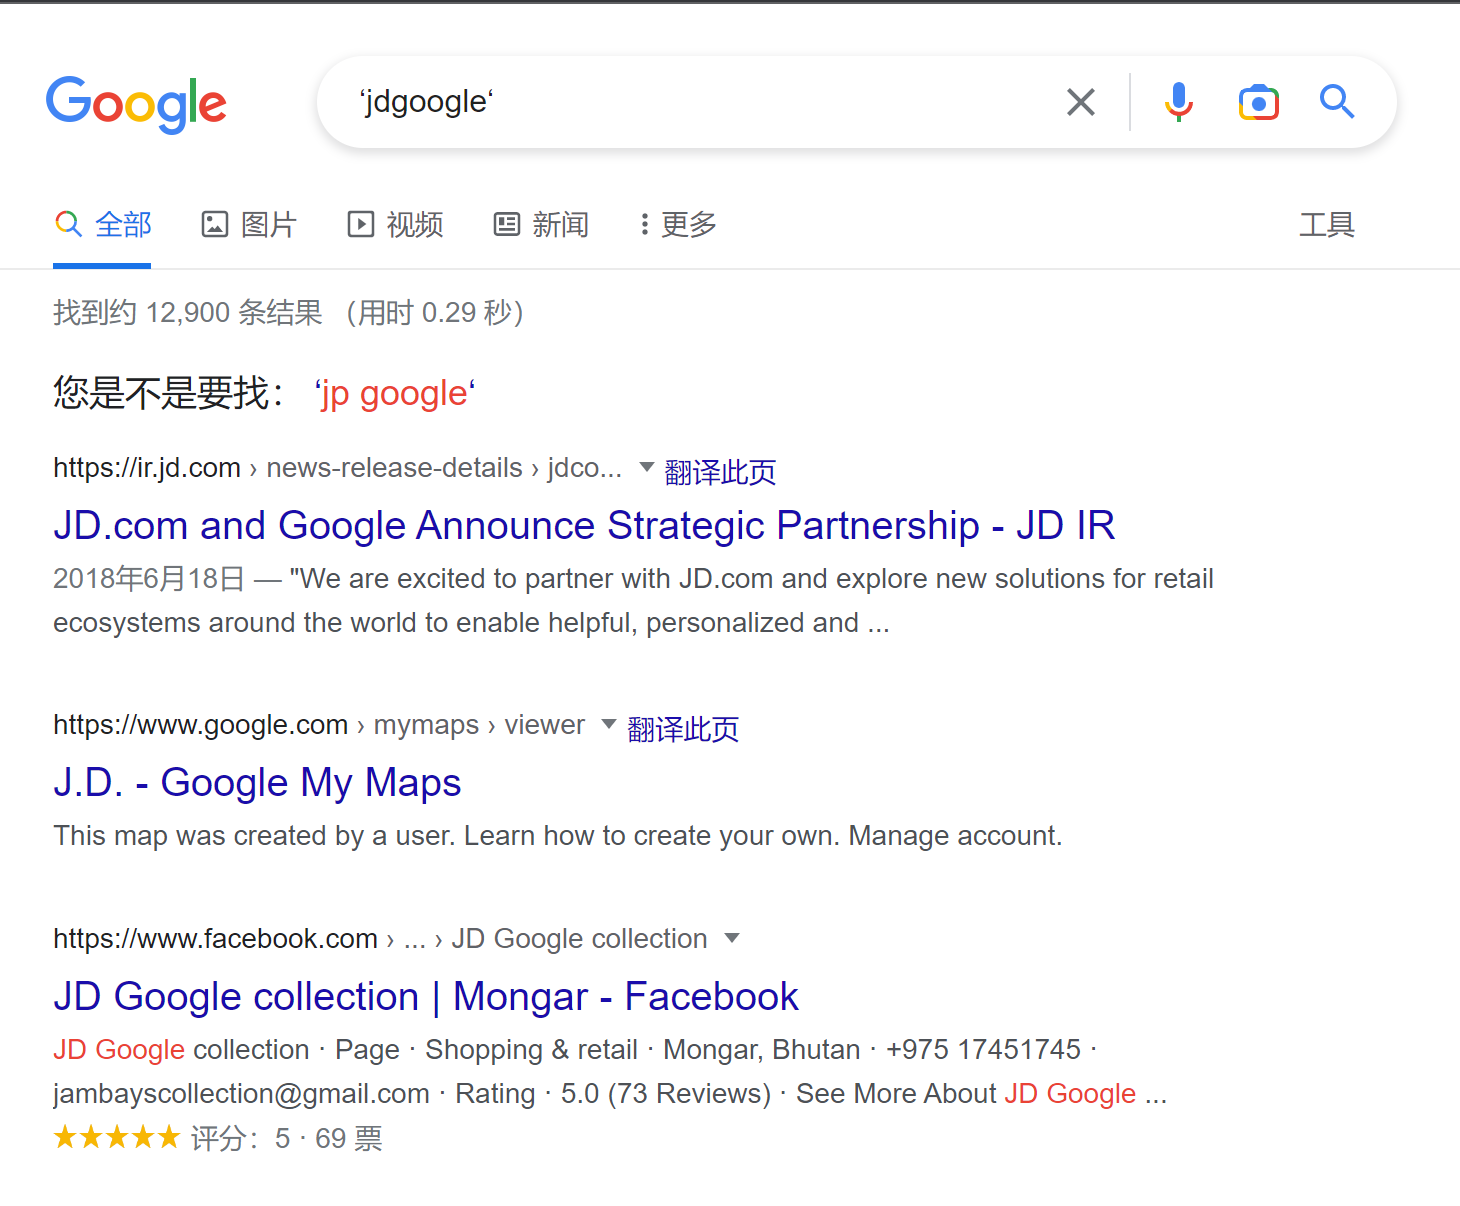 Google
‘jdgoogle‘
全部 图片 视频 新闻 更多 工具
找到约 12,900 条结果 （用时 0.29 秒）
您是不是要找： ‘jp google‘
https://ir.jd.com › news-release-details › jdco... 翻译此页
JD.com and Google Announce Strategic Partnership - JD IR
2018年6月18日 — "We are excited to partner with JD.com and explore new solutions for retail
ecosystems around the world to enable helpful, personalized and ...
https://www.google.com › mymaps › viewer 翻译此页
J.D. - Google My Maps
This map was created by a user. Learn how to create your own. Manage account.
https://www.facebook.com › ... › JD Google collection
JD Google collection | Mongar - Facebook
JD Google collection · Page · Shopping & retail · Mongar, Bhutan · +975 17451745 ·
jambayscollection@gmail.com · Rating · 5.0 (73 Reviews) · See More About JD Google ...
★★★★★ 评分：5 · 69 票